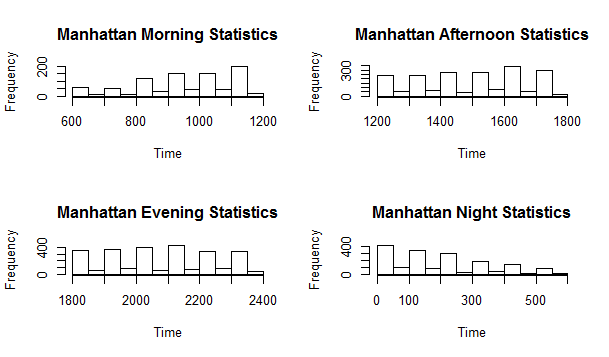 Manhattan Morning Statistics
Frequency
0 200
600 800 1000 1200
Time
Manhattan Afternoon Statistics
Frequency
0 300
1200 1400 1600 1800
Time
Manhattan Evening Statistics
Frequency
0 400
1800 2000 2200 2400
Time
Manhattan Night Statistics
Frequency
0 400
0 100 300 500
Time